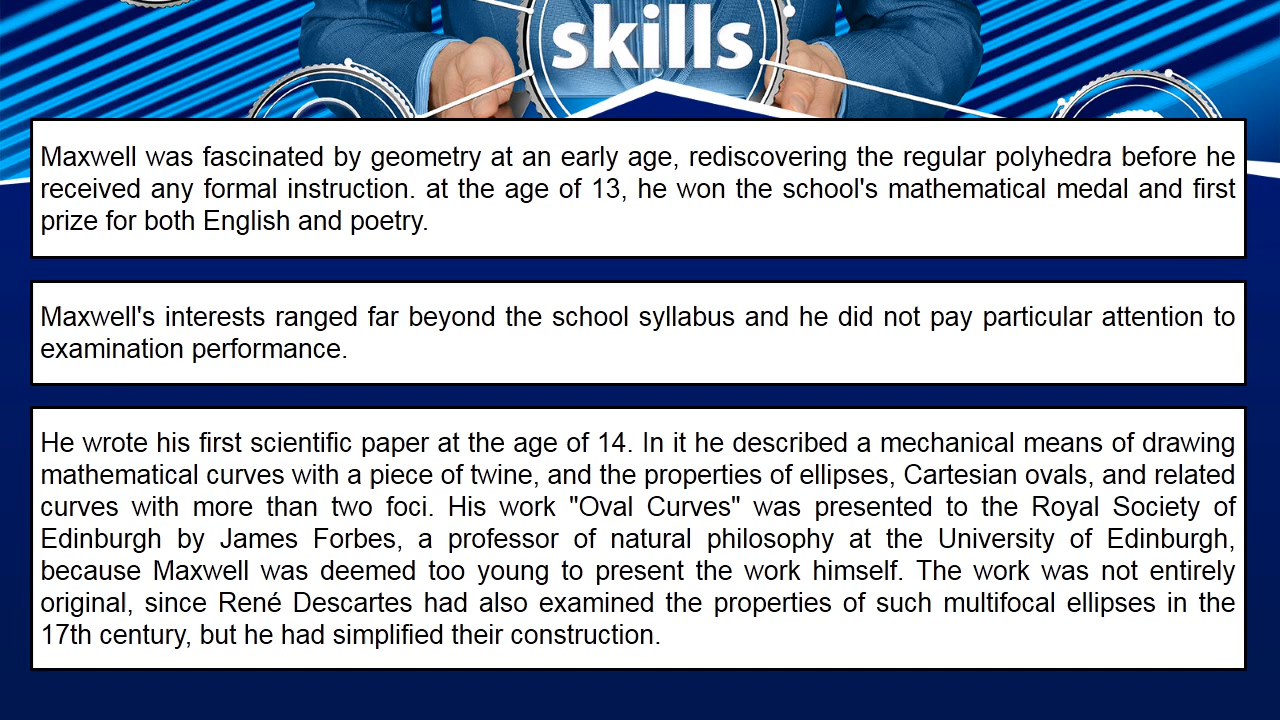 skills
Maxwell was fascinated by geometry at an early age, rediscovering the regular polyhedra before he
received any formal instruction. at the age of 13, he won the school's mathematical medal and first
prize for both English and poetry.
Maxwell's interests ranged far beyond the school syllabus and he did not pay particular attention to
examination performance.
He wrote his first scientific paper at the age of 14. In it he described a mechanical means of drawing
mathematical curves with a piece of twine, and the properties of ellipses, Cartesian ovals, and related
curves with more than two foci. His work "Oval Curves" was presented to the Royal Society of
Edinburgh by James Forbes, a professor of natural philosophy at the University of Edinburgh,
because Maxwell was deemed too young to present the work himself. The work was not entirely
original, since René Descartes had also examined the properties of such multifocal ellipses in the
17th century, but he had simplified their construction.